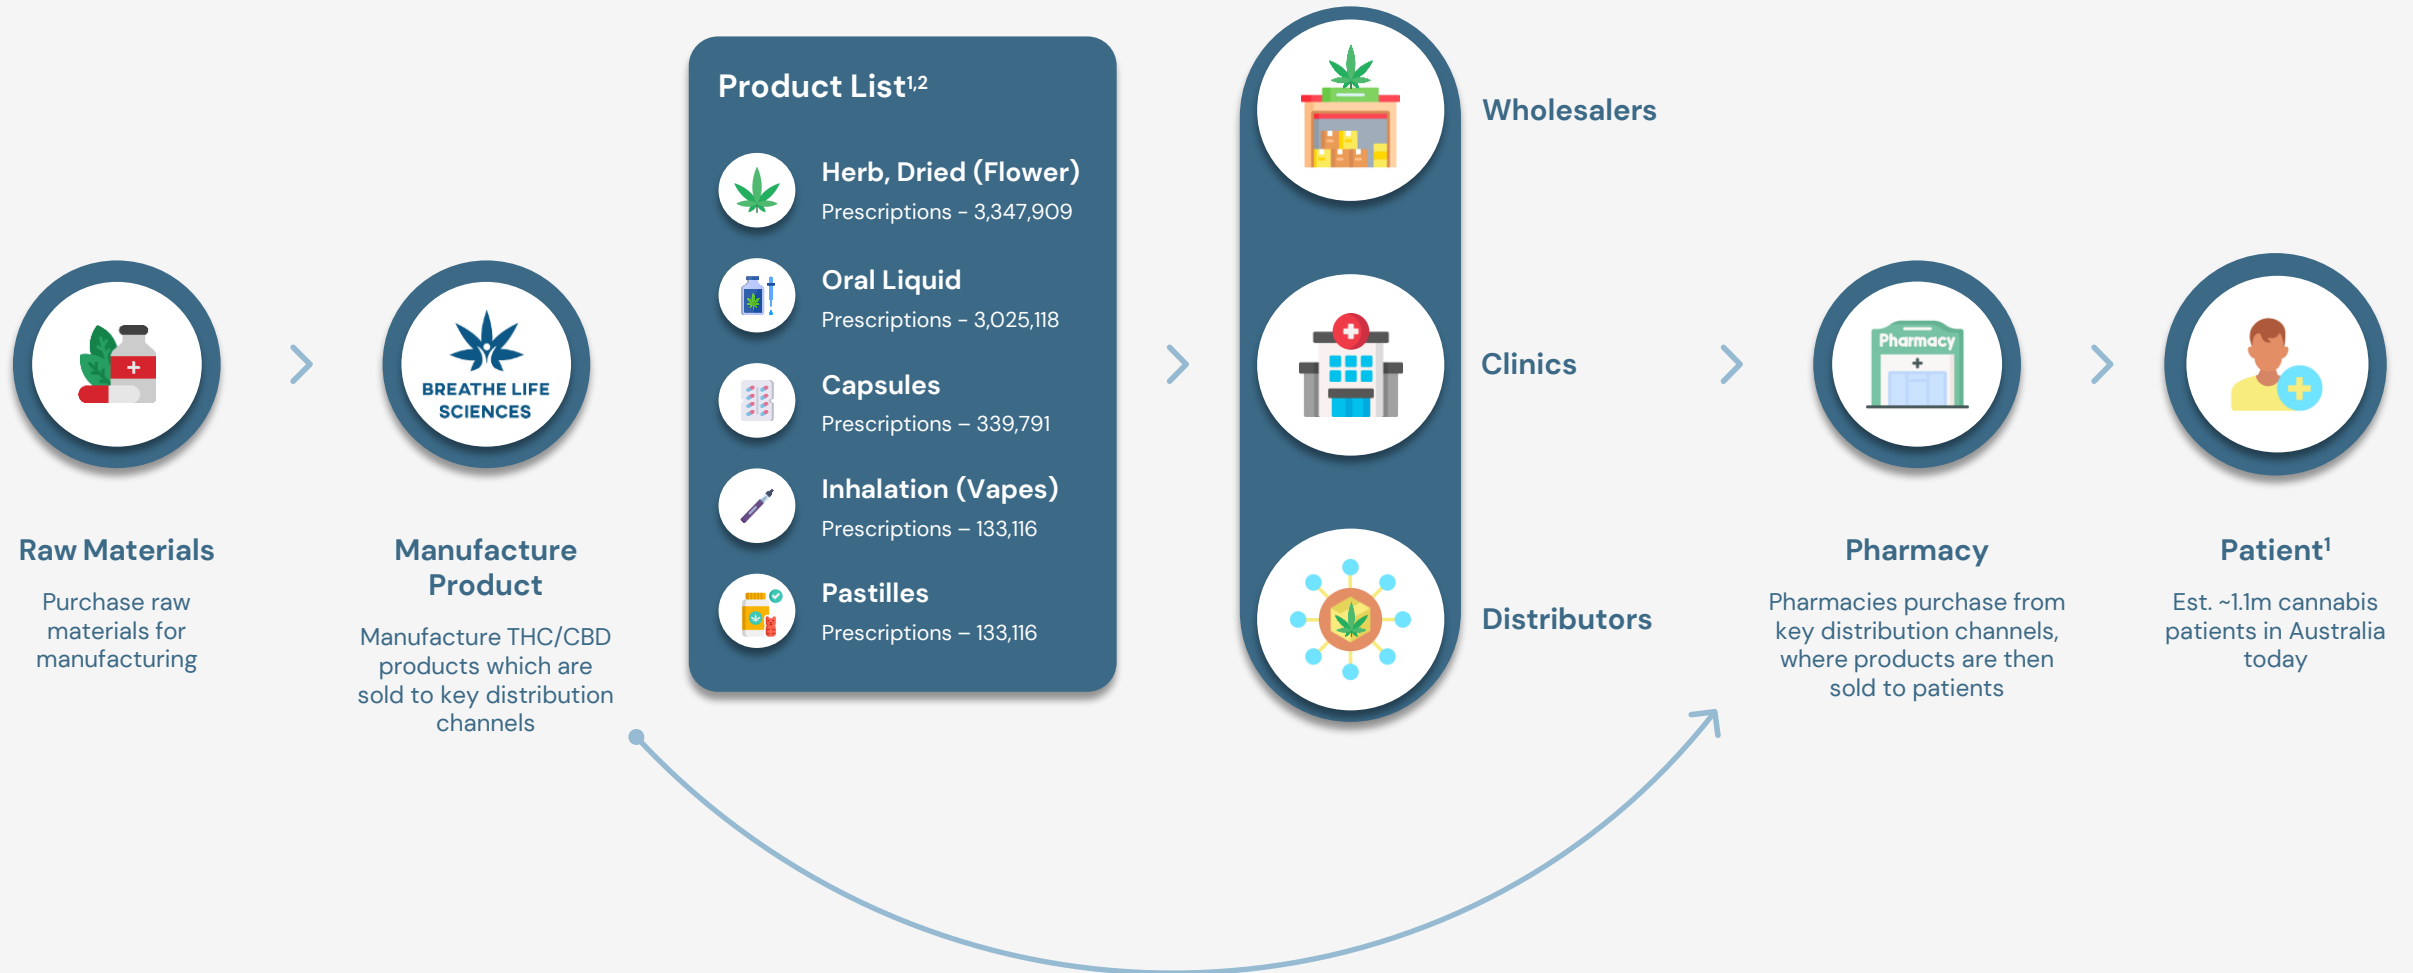 Raw Materials
Purchase raw
materials for
manufacturing
BREATHE LIFE
SCIENCES
Manufacture
Product
Manufacture THC/CBD
products which are
sold to key distribution
channels
Product List¹,²
Herb, Dried (Flower)
Prescriptions - 3,347,909
Oral Liquid
Prescriptions - 3,025,118
Capsules
Prescriptions – 339,791
Inhalation (Vapes)
Prescriptions – 133,116
Pastilles
Prescriptions – 133,116
Wholesalers
Clinics
Distributors
Pharmacy
Pharmacy
Pharmacies purchase from
key distribution channels,
where products are then
sold to patients
Patient¹
Est. ~1.1m cannabis
patients in Australia
today